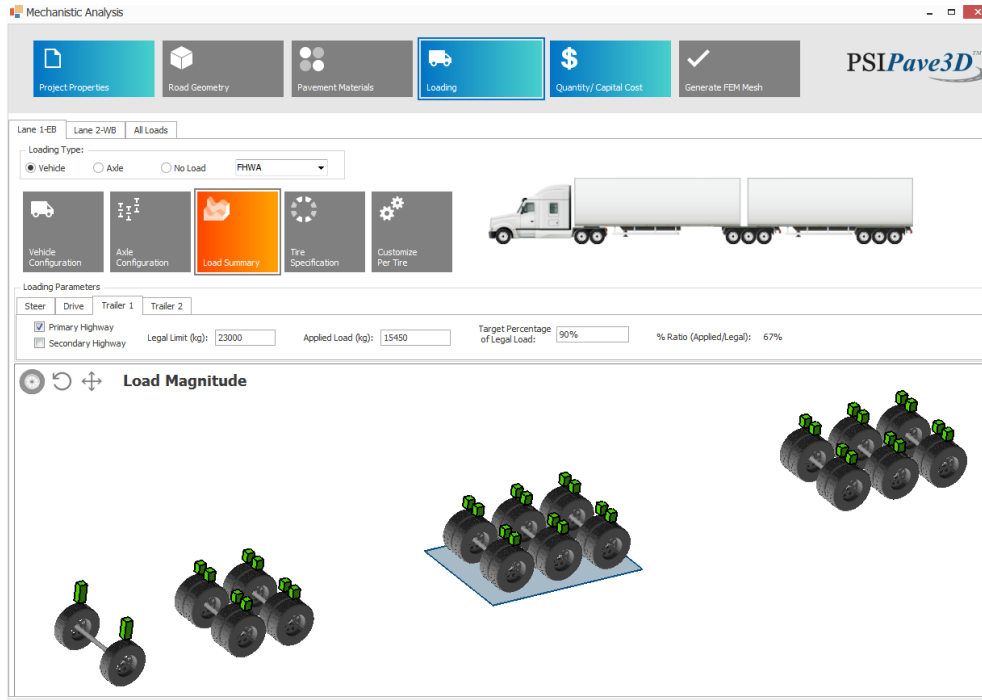 Mechanistic Analysis
Project Properties
Road Geometry
Pavement Materials
Loading
$
Quantity/ Capital Cost
Generate FEM Mesh
PSIPave3D™
Lane 1-EB Lane 2-WB All Loads
Loading Type:
Vehicle Axle No Load FHWA
Vehicle
Configuration
Axle
Configuration
Load Summary
Tire
Specification
Customize
Per Tire
Loading Parameters
Steer Drive Trailer 1 Trailer 2
Primary Highway
Secondary Highway
Legal Limit (kg): 23000
Applied Load (kg): 15450
Target Percentage
of Legal Load: 90%
% Ratio (Applied/Legal): 67%
Load Magnitude